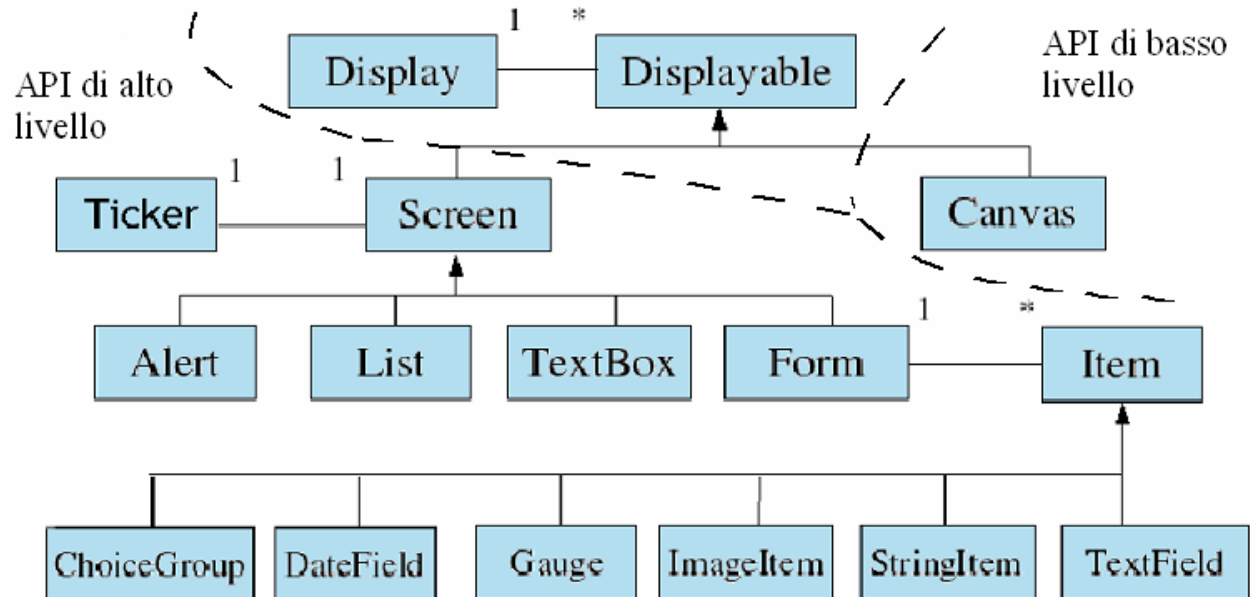 1 *
Display Displayable
API di alto
livello
API di basso
livello
1 1
Ticker Screen Canvas
1 *
Alert List TextBox Form Item
ChoiceGroup DateField Gauge ImageItem StringItem TextField